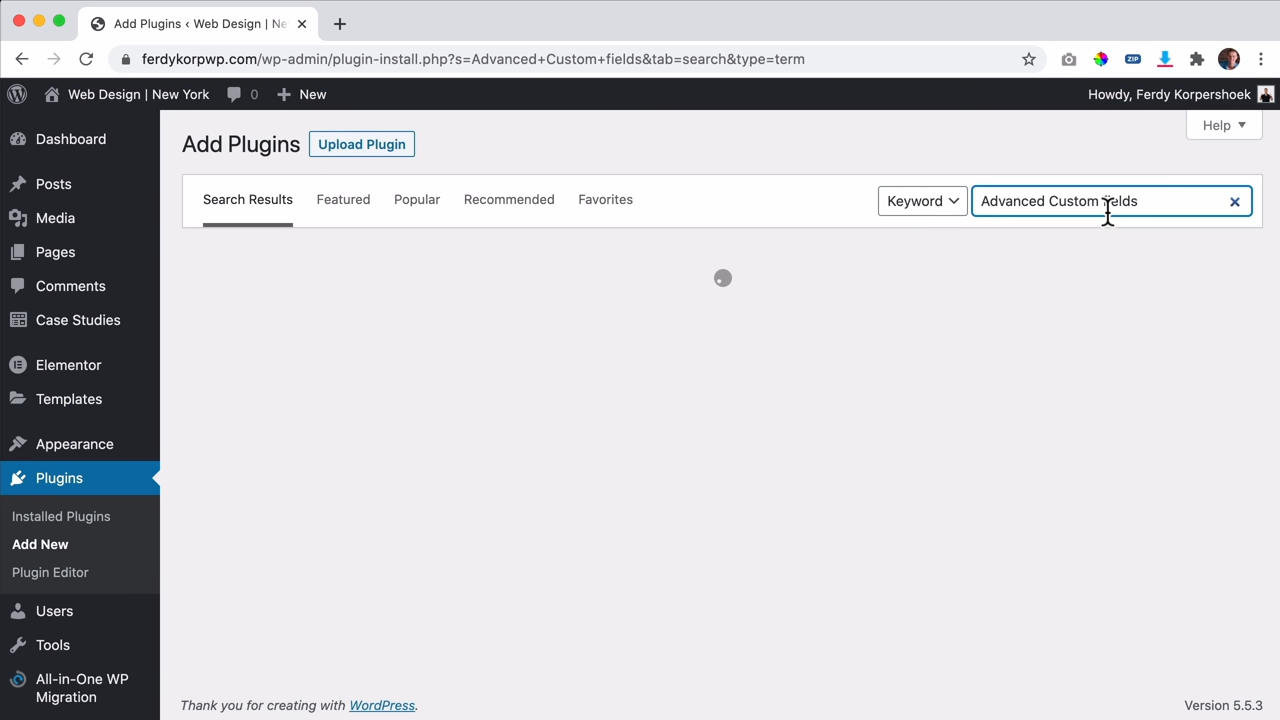 Add Plugins ‹ Web Design | Ne
ferdykorpwp.com/wp-admin/plugin-install.php?s=Advanced+Custom+fields&tab=search&type=term
ZIP
Web Design | New York
0
New
Howdy, Ferdy Korpershoek
Dashboard
Posts
Media
Pages
Comments
Case Studies
Elementor
Templates
Appearance
Plugins
Installed Plugins
Add New
Plugin Editor
Users
Tools
All-in-One WP
Migration
Help
Add Plugins
Upload Plugin
Search Results
Featured
Popular
Recommended
Favorites
Keyword
Advanced Custom fields
Thank you for creating with WordPress.
Version 5.5.3